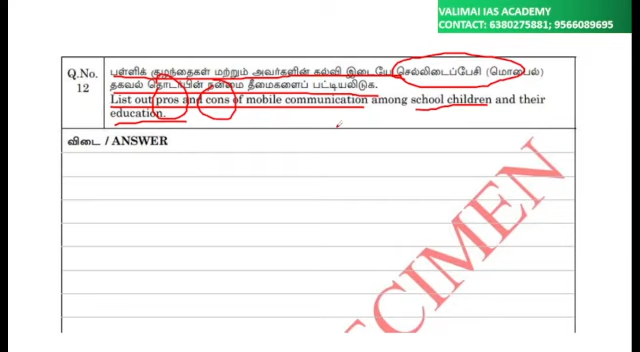 VALIMAI IAS ACADEMY
CONTACT: 6380275881; 9566089695
Q.No. 12
பள்ளிக் குழந்தைகள் மற்றும் அவர்களின் கல்வி இடையே செல்லிடைப்பேசி (மொபைல்)
தகவல் தொடர்பின் நன்மை தீமைகளைப் பட்டியலிடுக.
List out pros and cons of mobile communication among school children and their
education.
விடை / ANSWER
CIMEN